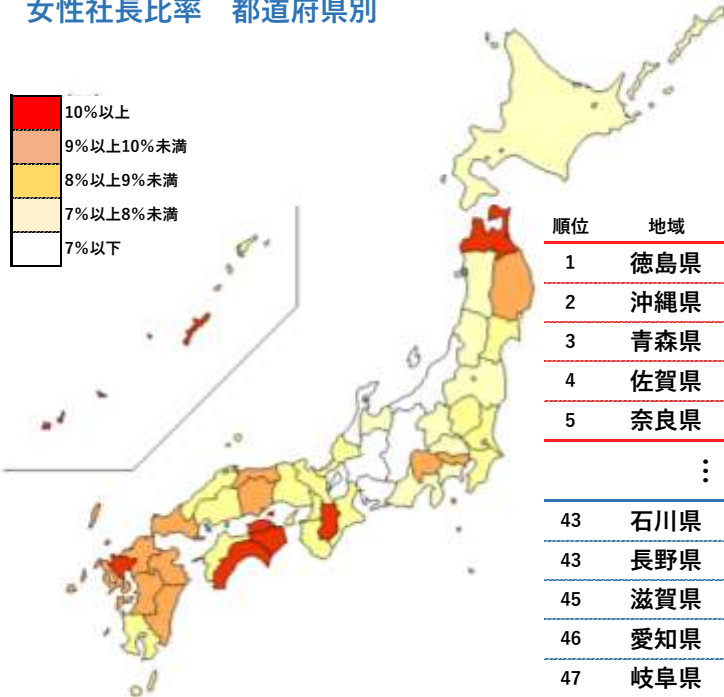 女性社長比率　都道府県別
10%以上
9%以上10%未満
8%以上9%未満
7%以上8%未満
7%以下
順位 地域
1 徳島県
2 沖縄県
3 青森県
4 佐賀県
5 奈良県
⋮
43 石川県
43 長野県
45 滋賀県
46 愛知県
47 岐阜県